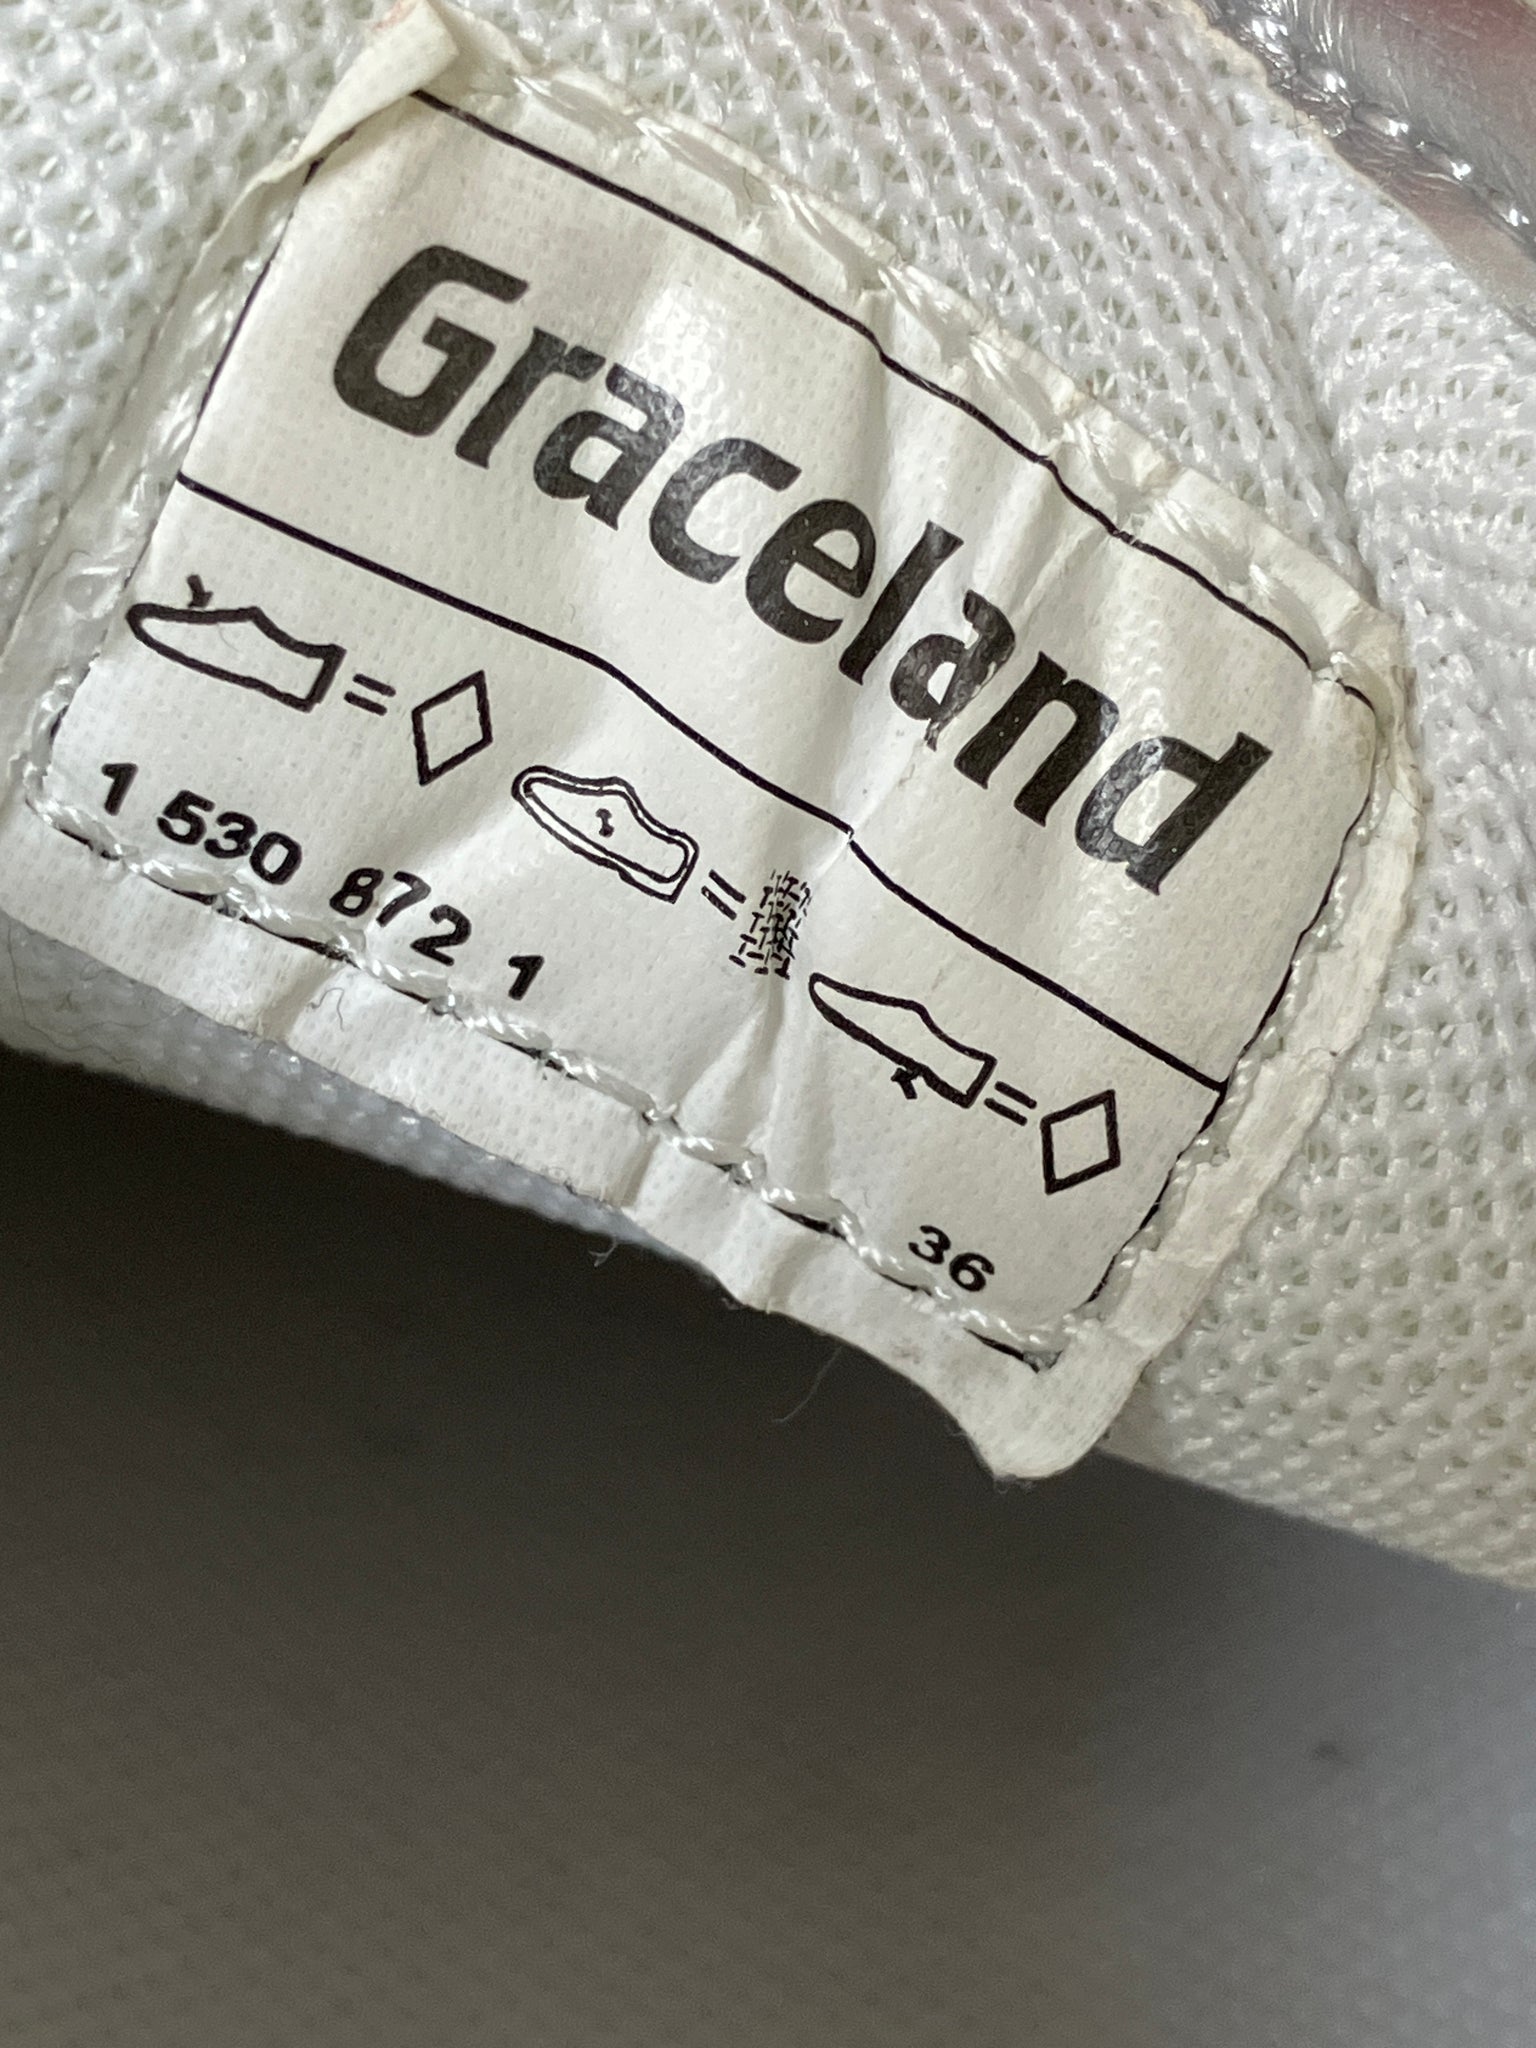 Graceland
= = =
1 530 872 1
36